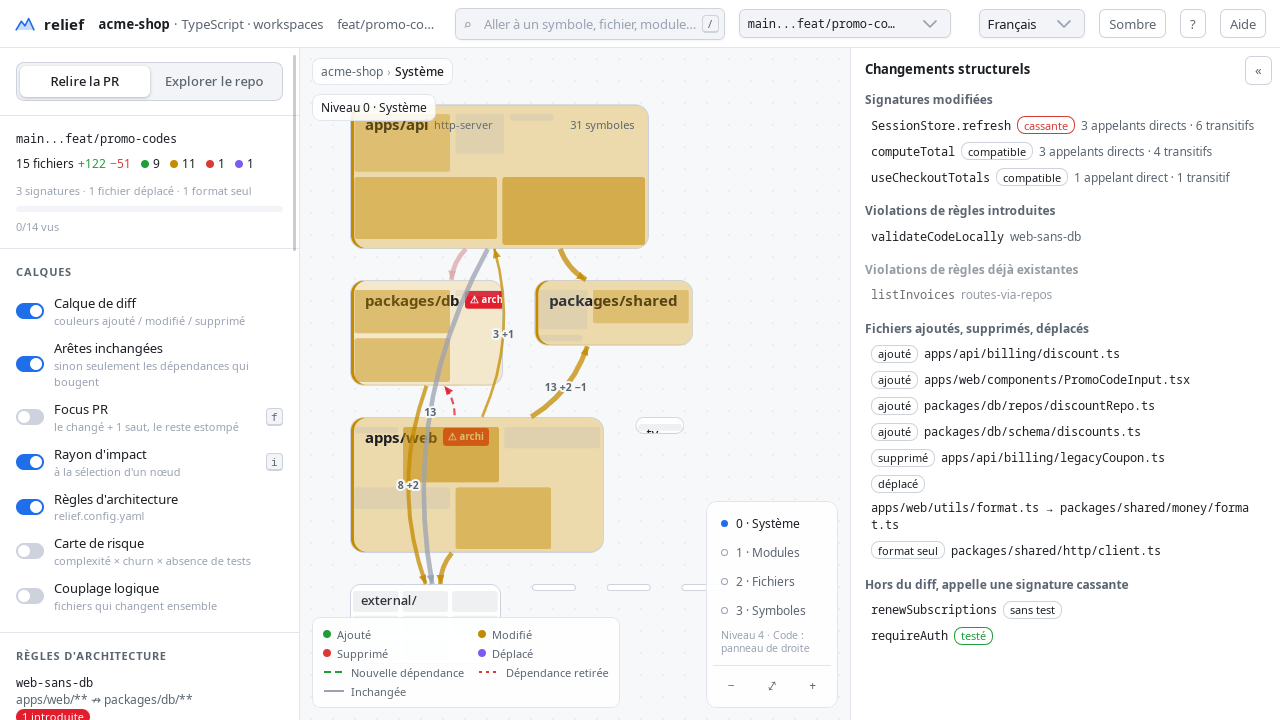 relief
acme-shop · TypeScript · workspaces
feat/promo-co…
Aller à un symbole, fichier, module…
/
main...feat/promo-co…
Français
Sombre
?
Aide
Relire la PR
Explorer le repo
main...feat/promo-codes
15 fichiers +122 −51 9 11 1 1
3 signatures · 1 fichier déplacé · 1 format seul
0/14 vus
CALQUES
Calque de diff
couleurs ajouté / modifié / supprimé
Arêtes inchangées
sinon seulement les dépendances qui
bougent
Focus PR
le changé + 1 saut, le reste estompé
f
Rayon d'impact
à la sélection d'un nœud
i
Règles d'architecture
relief.config.yaml
Carte de risque
complexité × churn × absence de tests
Couplage logique
fichiers qui changent ensemble
RÈGLES D'ARCHITECTURE
web-sans-db
apps/web/** ↛ packages/db/**
1 introduite
acme-shop › Système
Niveau 0 · Système
apps/api http-server 31 symboles
packages/db ⚠ arch
packages/shared
3 +1
13 +2 −1
13
apps/web ⚠ archi
8 +2
external/
Ajouté
Modifié
Supprimé
Déplacé
Nouvelle dépendance
Dépendance retirée
Inchangée
0 · Système
1 · Modules
2 · Fichiers
3 · Symboles
Niveau 4 · Code :
panneau de droite
− ⤢ +
Changements structurels
«
Signatures modifiées
SessionStore.refresh cassante 3 appelants directs · 6 transitifs
computeTotal compatible 3 appelants directs · 4 transitifs
useCheckoutTotals compatible 1 appelant direct · 1 transitif
Violations de règles introduites
validateCodeLocally web-sans-db
Violations de règles déjà existantes
listInvoices routes-via-repos
Fichiers ajoutés, supprimés, déplacés
ajouté apps/api/billing/discount.ts
ajouté apps/web/components/PromoCodeInput.tsx
ajouté packages/db/repos/discountRepo.ts
ajouté packages/db/schema/discounts.ts
supprimé apps/api/billing/legacyCoupon.ts
déplacé
apps/web/utils/format.ts → packages/shared/money/forma
t.ts
format seul packages/shared/http/client.ts
Hors du diff, appelle une signature cassante
renewSubscriptions sans test
requireAuth testé